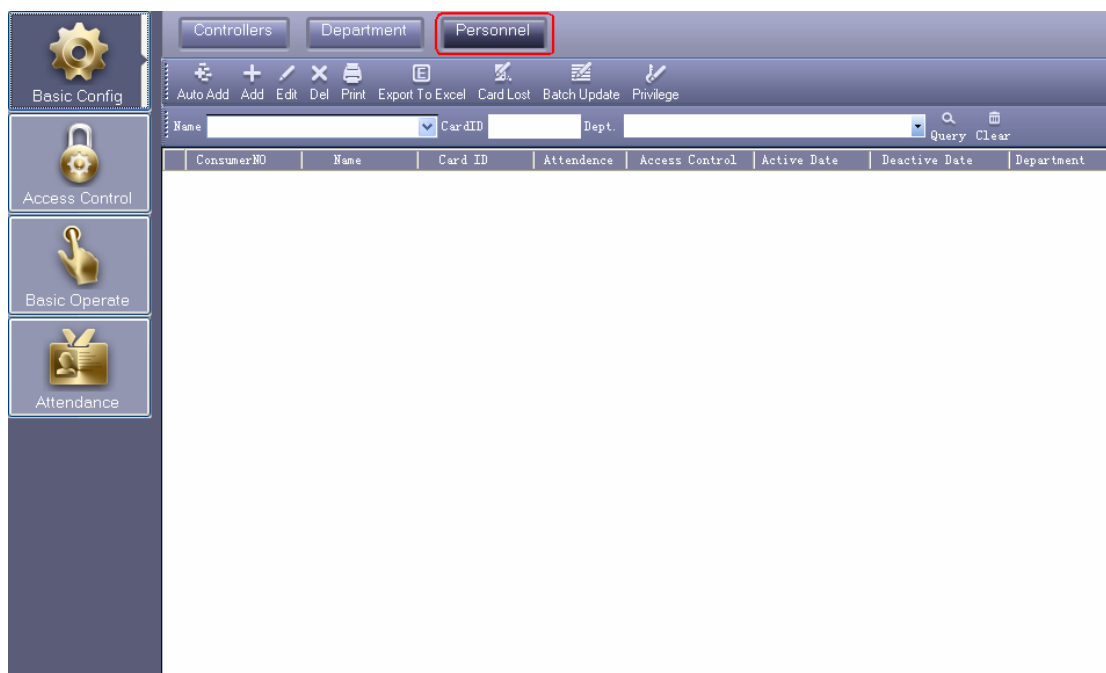 Controllers Department Personnel
Auto Add Add Edit Del Print Export To Excel Card Lost Batch Update Privilege
Name CardID Dept. Query Clear
ConsumerNO Name Card ID Attendence Access Control Active Date Deactive Date Department
Basic Config
Access Control
Basic Operate
Attendance